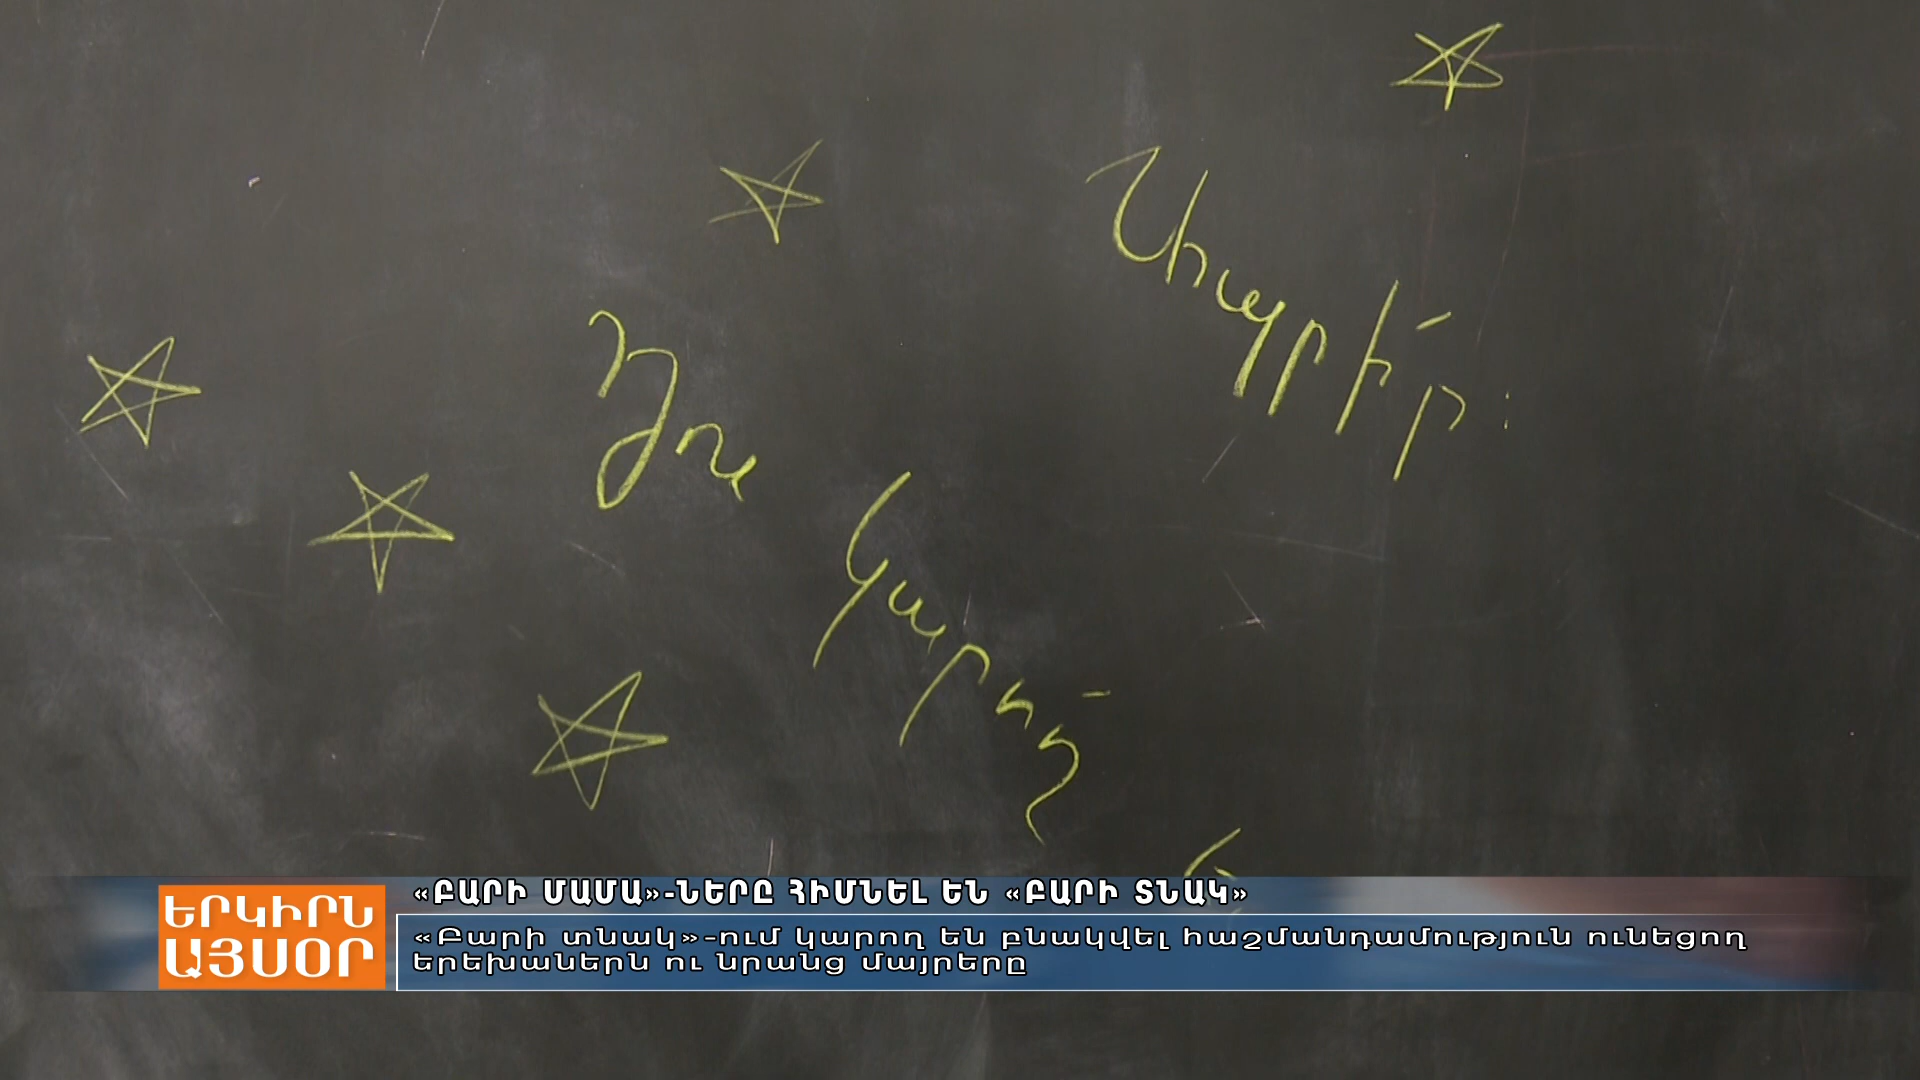 Ապրի՛ր:
Դու
կարո՛ղ
«ԲԱՐԻ ՄԱՄԱ»-ՆԵՐԸ ՀԻՄՆԵԼ ԵՆ «ԲԱՐԻ ՏՆԱԿ»
ԵՐԿԻՐՆ
ԱՅՍՕՐ
«Բարի տնակ»-ում կարող են բնակվել հաշմանդամություն ունեցող
երեխաներն ու նրանց մայրերը